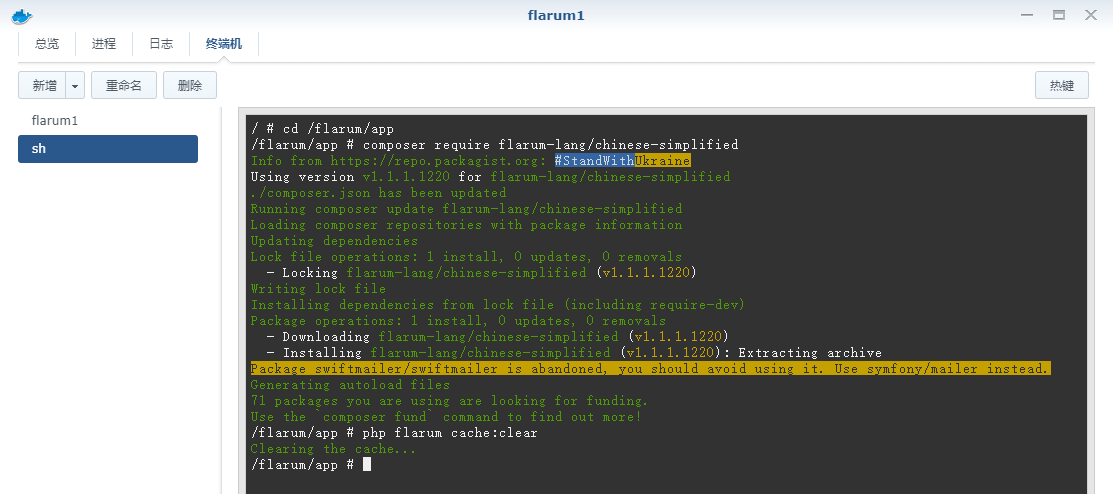 flarum1
总览 进程 日志 终端机
新增 重命名 删除 热键
flarum1
sh
/ # cd /flarum/app
/flarum/app # composer require flarum-lang/chinese-simplified
Info from https://repo.packagist.org: #StandWithUkraine
Using version v1.1.1.1220 for flarum-lang/chinese-simplified
./composer.json has been updated
Running composer update flarum-lang/chinese-simplified
Loading composer repositories with package information
Updating dependencies
Lock file operations: 1 install, 0 updates, 0 removals
  - Locking flarum-lang/chinese-simplified (v1.1.1.1220)
Writing lock file
Installing dependencies from lock file (including require-dev)
Package operations: 1 install, 0 updates, 0 removals
  - Downloading flarum-lang/chinese-simplified (v1.1.1.1220)
  - Installing flarum-lang/chinese-simplified (v1.1.1.1220): Extracting archive
Package swiftmailer/swiftmailer is abandoned, you should avoid using it. Use symfony/mailer instead.
Generating autoload files
71 packages you are using are looking for funding.
Use the `composer fund` command to find out more!
/flarum/app # php flarum cache:clear
Clearing the cache...
/flarum/app #